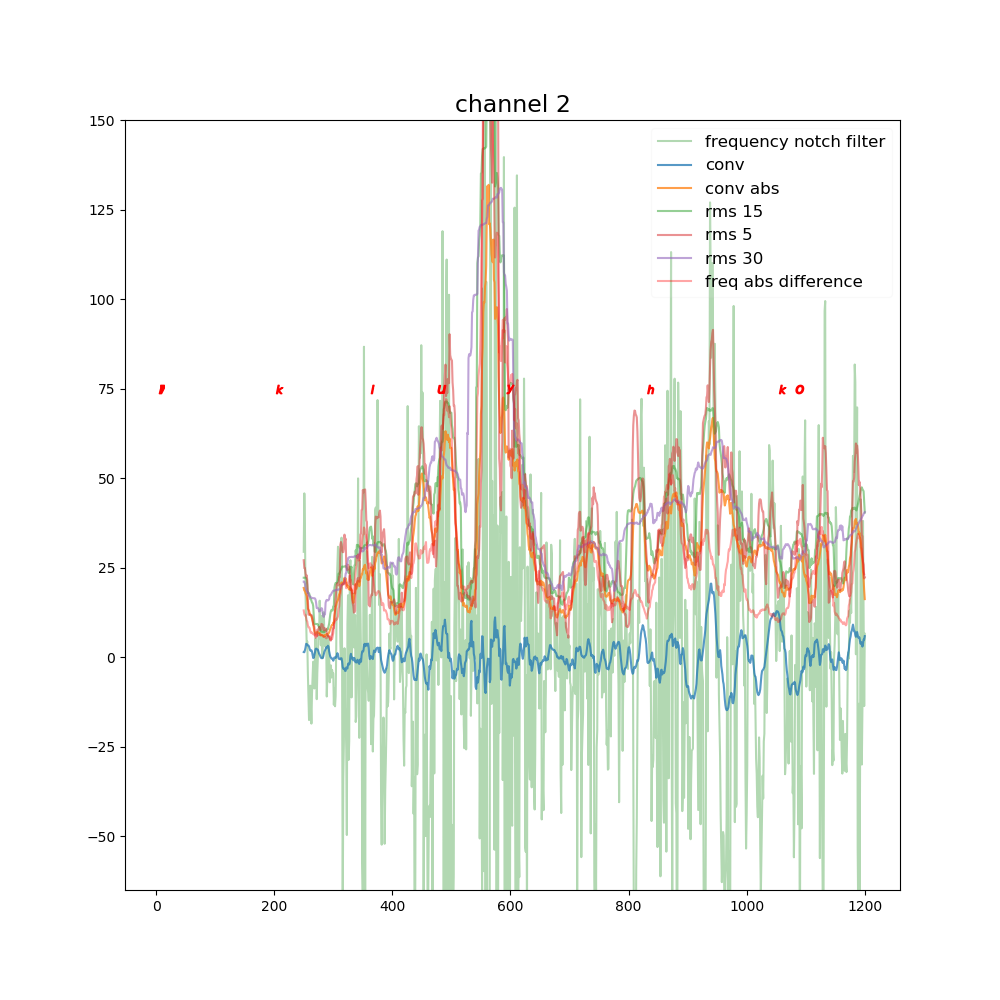 channel 2
150
125
100
75
50
25
0
−25
−50
frequency notch filter
conv
conv abs
rms 15
rms 5
rms 30
freq abs difference
k l u y h k o
0 200 400 600 800 1000 1200